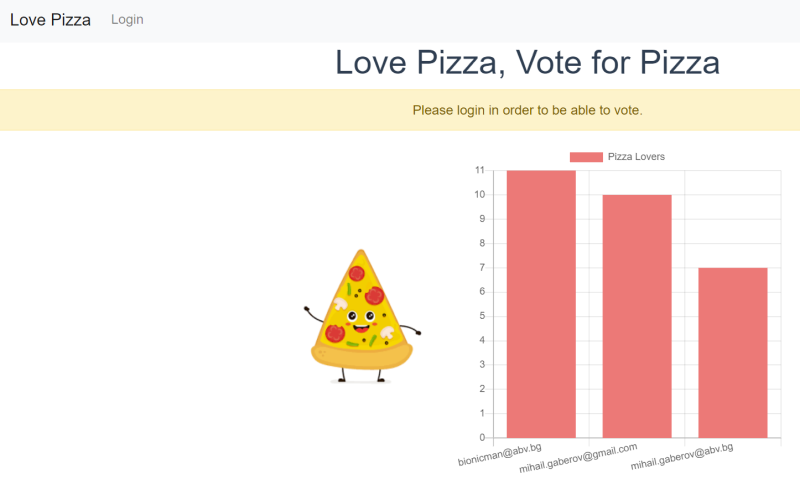 Love Pizza Login
Love Pizza, Vote for Pizza
Please login in order to be able to vote.
Pizza Lovers
11
10
9
8
7
6
5
4
3
2
1
0
bionicman@abv.bg
mihail.gaberov@gmail.com
mihail.gaberov@abv.bg